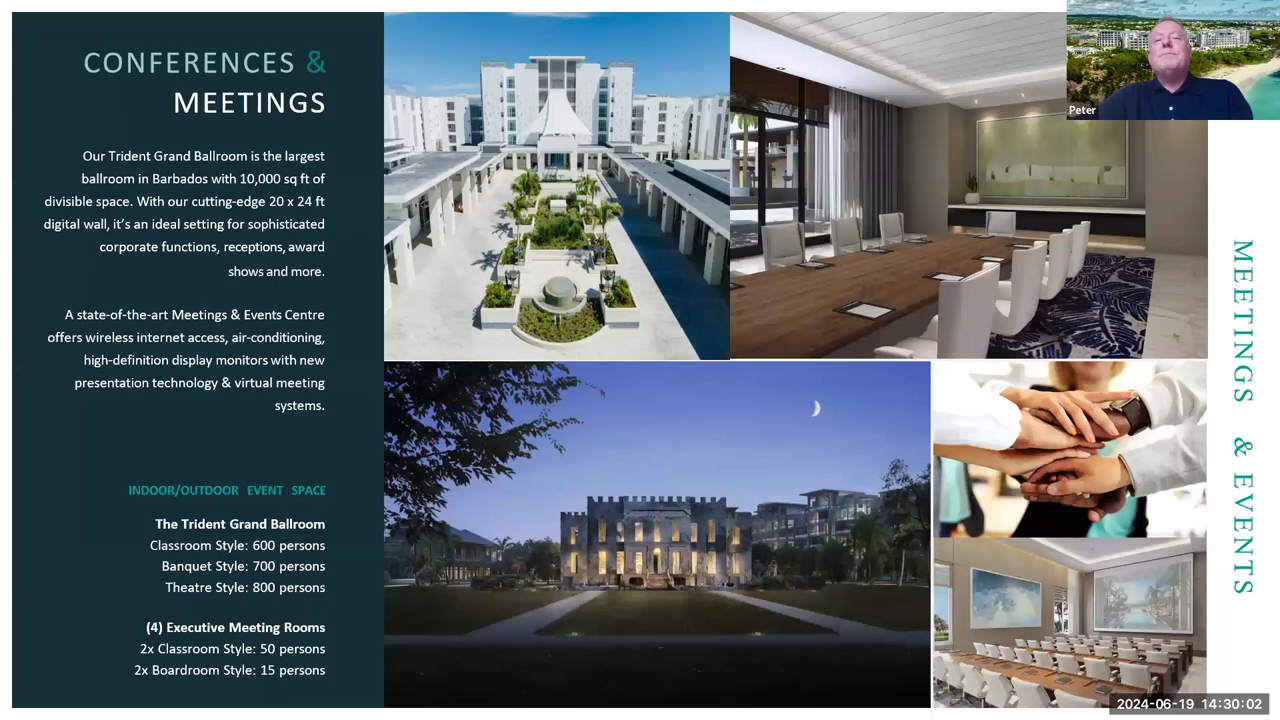 CONFERENCES &
MEETINGS
Our Trident Grand Ballroom is the largest
ballroom in Barbados with 10,000 sq ft of
divisible space. With our cutting-edge 20 x 24 ft
digital wall, it's an ideal setting for sophisticated
corporate functions, receptions, award
shows and more.
A state-of-the-art Meetings & Events Centre
offers wireless internet access, air-conditioning,
high-definition display monitors with new
presentation technology & virtual meeting
systems.
INDOOR/OUTDOOR EVENT SPACE
The Trident Grand Ballroom
Classroom Style: 600 persons
Banquet Style: 700 persons
Theatre Style: 800 persons
(4) Executive Meeting Rooms
2x Classroom Style: 50 persons
2x Boardroom Style: 15 persons
Peter
MEETINGS & EVENTS
2024-06-19 14:30:02